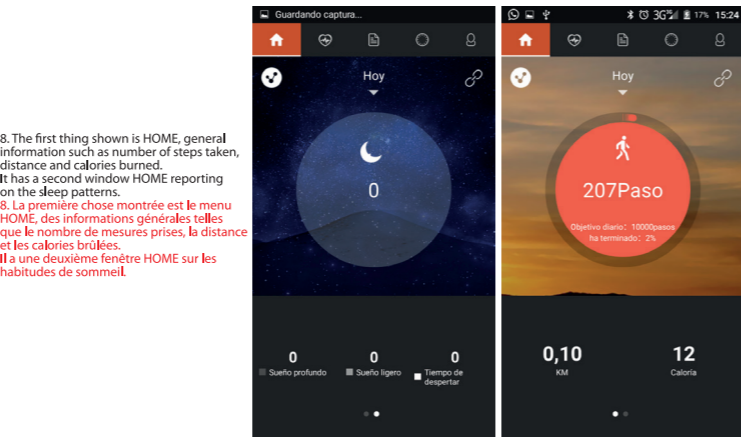 8. The first thing shown is HOME, general
information such as number of steps taken,
distance and calories burned.
It has a second window HOME reporting
on the sleep patterns.
8. La première chose montrée est le menu
HOME, des informations générales telles
que le nombre de mesures prises, la distance
et les calories brûlées.
Il a une deuxième fenêtre HOME sur les
habitudes de sommeil.
Guardando captura...
Hoy
0
0
0
0
Sueño profundo
Sueño ligero
Tiempo de
despertar
3G
17%
15:24
Hoy
207Paso
Objetivo diario: 10000pasos
ha terminado: 2%
0,10
12
KM
Caloría